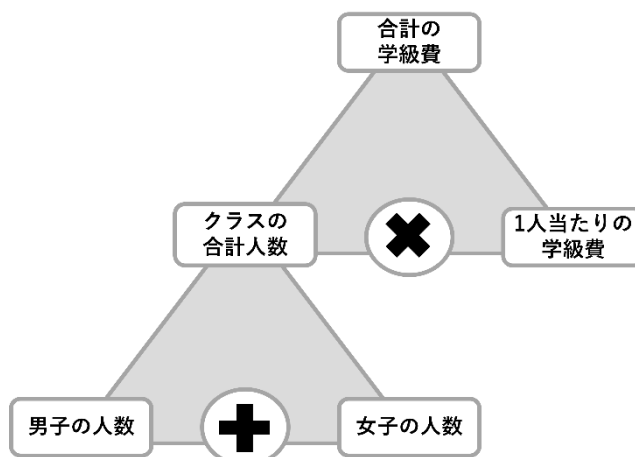 合計の
学級費
クラスの
合計人数
1人当たりの
学級費
男子の人数
女子の人数